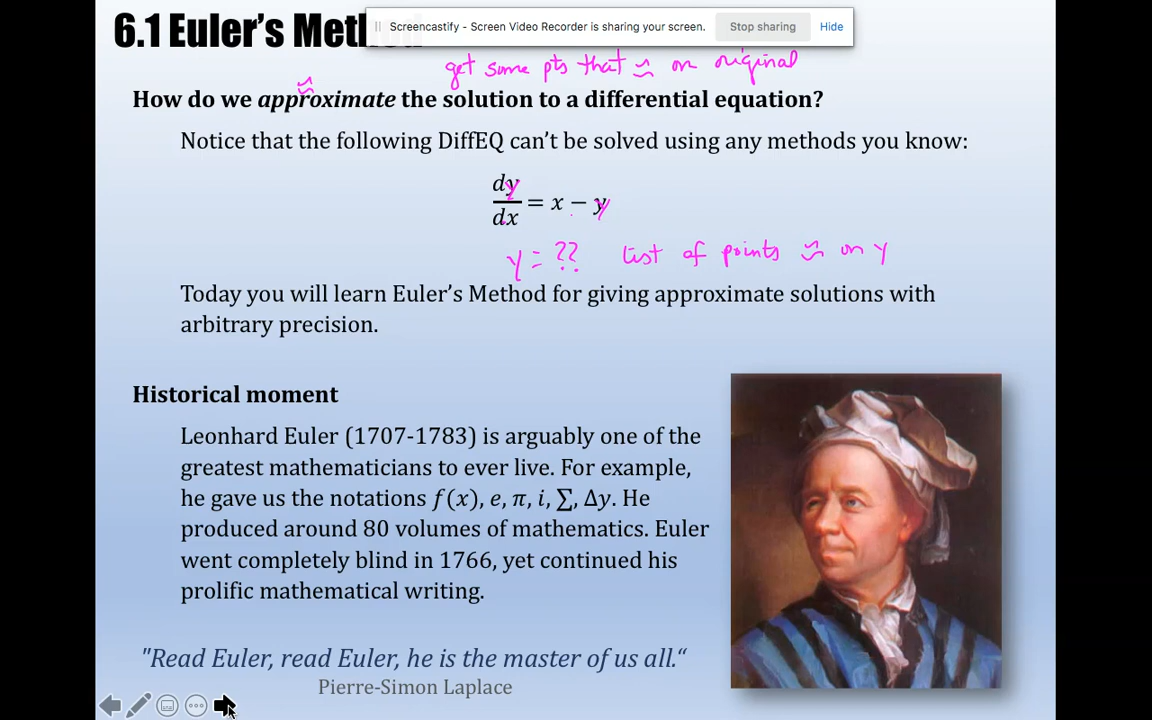 Screencastify - Screen Video Recorder is sharing your screen. Stop sharing Hide
6.1 Euler's Meth
get some pts that ≈ on original
≈
How do we approximate the solution to a differential equation?
Notice that the following DiffEQ can't be solved using any methods you know:
dy/dx = x − y
y = ?? List of points ≈ on y
Today you will learn Euler's Method for giving approximate solutions with
arbitrary precision.
Historical moment
Leonhard Euler (1707-1783) is arguably one of the
greatest mathematicians to ever live. For example,
he gave us the notations f(x), e, π, i, ∑, Δy. He
produced around 80 volumes of mathematics. Euler
went completely blind in 1766, yet continued his
prolific mathematical writing.
"Read Euler, read Euler, he is the master of us all.“
Pierre-Simon Laplace